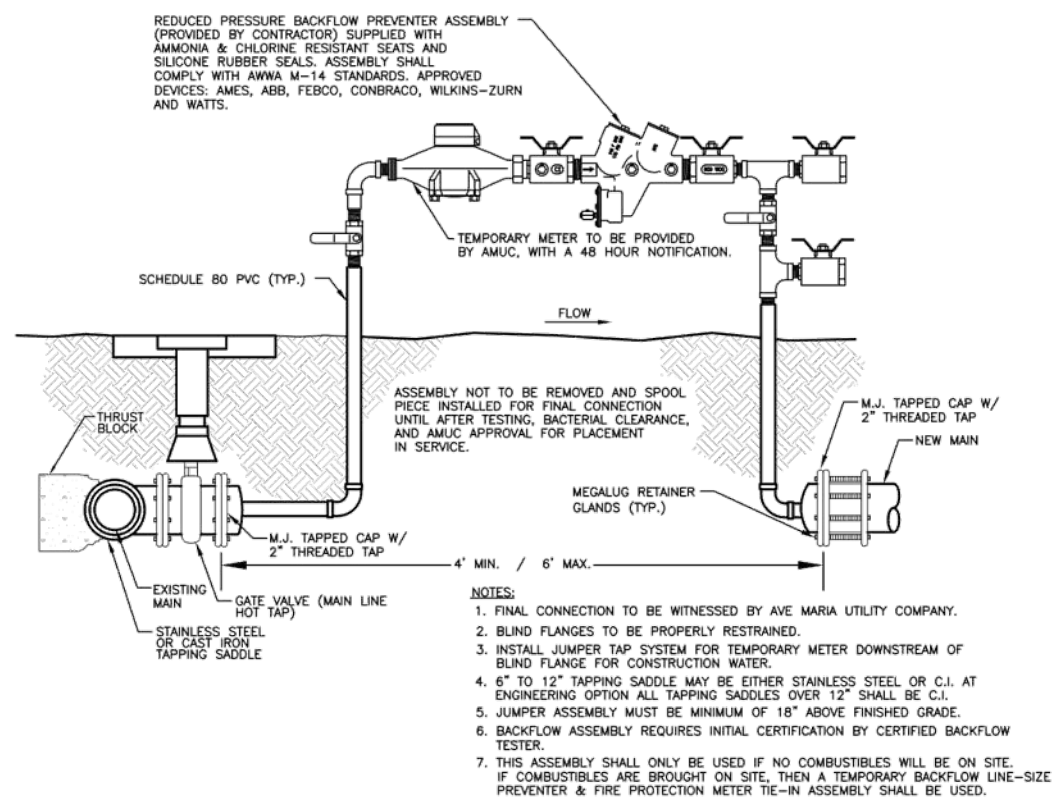 REDUCED PRESSURE BACKFLOW PREVENTER ASSEMBLY
(PROVIDED BY CONTRACTOR) SUPPLIED WITH
AMMONIA & CHLORINE RESISTANT SEATS AND
SILICONE RUBBER SEALS. ASSEMBLY SHALL
COMPLY WITH AWWA M-14 STANDARDS. APPROVED
DEVICES: AMES, ABB, FEBCO, CONBRACO, WILKINS-ZURN
AND WATTS.
TEMPORARY METER TO BE PROVIDED
BY AMUC, WITH A 48 HOUR NOTIFICATION.
SCHEDULE 80 PVC (TYP.)
FLOW
ASSEMBLY NOT TO BE REMOVED AND SPOOL
PIECE INSTALLED FOR FINAL CONNECTION
UNTIL AFTER TESTING, BACTERIAL CLEARANCE,
AND AMUC APPROVAL FOR PLACEMENT
IN SERVICE.
THRUST
BLOCK
M.J. TAPPED CAP W/
2" THREADED TAP
NEW MAIN
MEGALUG RETAINER
GLANDS (TYP.)
M.J. TAPPED CAP W/
2" THREADED TAP
4' MIN. / 6' MAX.
EXISTING
MAIN
GATE VALVE (MAIN LINE
HOT TAP)
STAINLESS STEEL
OR CAST IRON
TAPPING SADDLE
NOTES:
1. FINAL CONNECTION TO BE WITNESSED BY AVE MARIA UTILITY COMPANY.
2. BLIND FLANGES TO BE PROPERLY RESTRAINED.
3. INSTALL JUMPER TAP SYSTEM FOR TEMPORARY METER DOWNSTREAM OF
BLIND FLANGE FOR CONSTRUCTION WATER.
4. 6" TO 12" TAPPING SADDLE MAY BE EITHER STAINLESS STEEL OR C.I. AT
ENGINEERING OPTION ALL TAPPING SADDLES OVER 12" SHALL BE C.I.
5. JUMPER ASSEMBLY MUST BE MINIMUM OF 18" ABOVE FINISHED GRADE.
6. BACKFLOW ASSEMBLY REQUIRES INITIAL CERTIFICATION BY CERTIFIED BACKFLOW
TESTER.
7. THIS ASSEMBLY SHALL ONLY BE USED IF NO COMBUSTIBLES WILL BE ON SITE.
IF COMBUSTIBLES ARE BROUGHT ON SITE, THEN A TEMPORARY BACKFLOW LINE-SIZE
PREVENTER & FIRE PROTECTION METER TIE-IN ASSEMBLY SHALL BE USED.